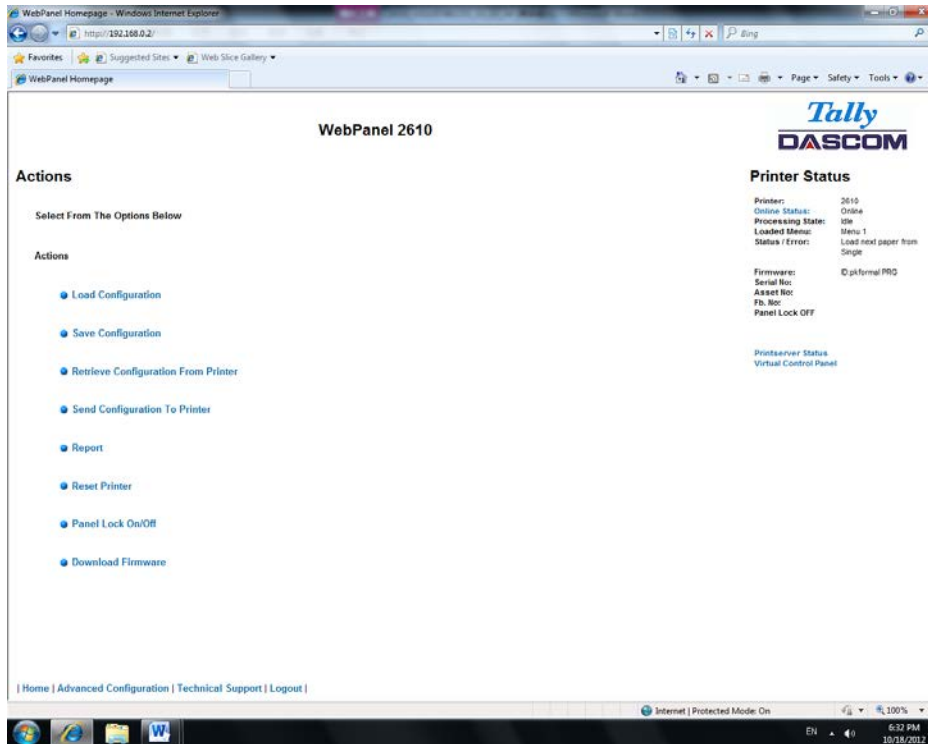 WebPanel Homepage - Windows Internet Explorer
http://192.168.0.2/
Bing
Favorites Suggested Sites Web Slice Gallery
WebPanel Homepage
Page Safety Tools
Tally
DASCOM
WebPanel 2610
Actions
Select From The Options Below
Actions
Load Configuration
Save Configuration
Retrieve Configuration From Printer
Send Configuration To Printer
Report
Reset Printer
Panel Lock On/Off
Download Firmware
Printer Status
Printer: 2610
Online Status: Online
Processing State: Idle
Loaded Menu: Menu 1
Status / Error: Load next paper from
Single
Firmware:
Serial No:
Asset No:
Fb. No:
Panel Lock OFF
Printserver Status
Virtual Control Panel
| Home | Advanced Configuration | Technical Support | Logout |
Internet | Protected Mode: On 100%
W
EN 6:32 PM
10/18/2012